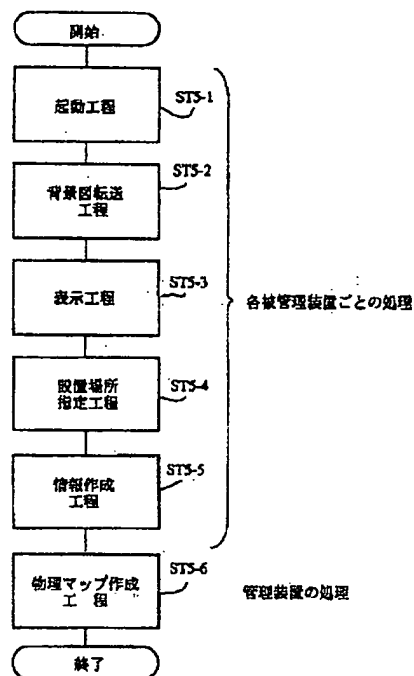 開始
起動工程
ST5-1
背景図転送
工程
ST5-2
表示工程
ST5-3
設置場所
指定工程
ST5-4
情報作成
工程
ST5-5
各被管理装置ごとの処理
物理マップ作成
工 程
ST5-6
管理装置の処理
終了